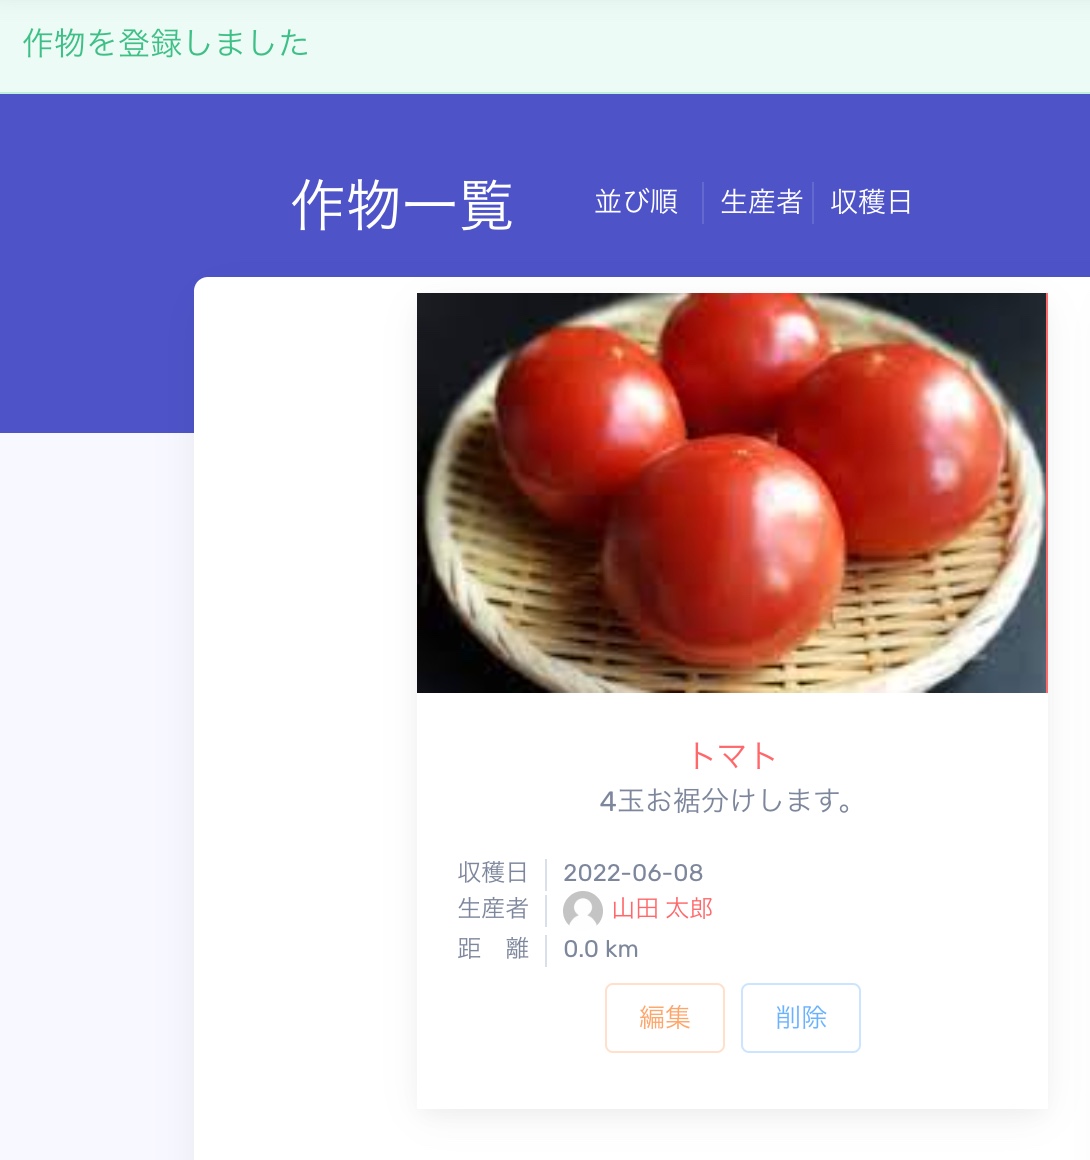 作物を登録しました
作物一覧 並び順 生産者 収穫日
トマト
4玉お裾分けします。
収穫日 2022-06-08
生産者 山田 太郎
距　離 0.0 km
編集 削除